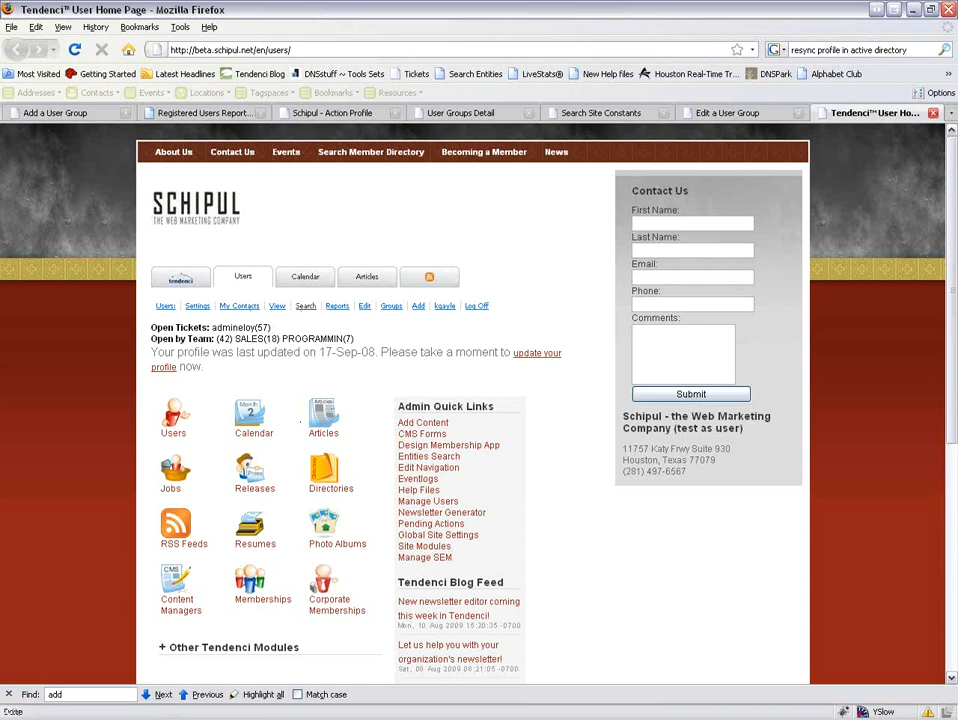 Tendenci™ User Home Page - Mozilla Firefox
File Edit View History Bookmarks Tools Help
http://beta.schipul.net/en/users/
G resync profile in active directory
Most Visited Getting Started Latest Headlines Tendenci Blog DNSstuff ~ Tools Sets Tickets Search Entities LiveStats® New Help files Houston Real-Time Tr... DNSPark Alphabet Club »
Addresses Contacts Events Locations Tagspaces Bookmarks Resources Options
Add a User Group Registered Users Report... Schipul - Action Profile User Groups Detail Search Site Constants Edit a User Group Tendenci™ User Ho...
About Us Contact Us Events Search Member Directory Becoming a Member News
SCHIPUL
THE WEB MARKETING COMPANY
tendenci Users Calendar Articles
Users: Settings My Contacts View Search Reports Edit Groups Add kgayle Log Off
Open Tickets: admineloy(57)
Open by Team: (42) SALES(18) PROGRAMMIN(7)
Your profile was last updated on 17-Sep-08. Please take a moment to update your
profile now.
Users
Month
2
Calendar
Articles
Articles
Jobs
Press
Releases
Directory
Directories
RSS Feeds
Resumes
Photo Albums
CMS
Content
Managers
Memberships
Corporate
Memberships
+ Other Tendenci Modules
Admin Quick Links
Add Content
CMS Forms
Design Membership App
Entities Search
Edit Navigation
Eventlogs
Help Files
Manage Users
Newsletter Generator
Pending Actions
Global Site Settings
Site Modules
Manage SEM
Tendenci Blog Feed
New newsletter editor coming
this week in Tendenci!
Mon, 10 Aug 2009 15:20:35 -0700
Let us help you with your
organization's newsletter!
Sat, 08 Aug 2009 08:21:05 -0700
Contact Us
First Name:
Last Name:
Email:
Phone:
Comments:
Submit
Schipul - the Web Marketing
Company (test as user)
11757 Katy Frwy Suite 930
Houston, Texas 77079
(281) 497-6567
Find: add Next Previous Highlight all Match case
Done YSlow